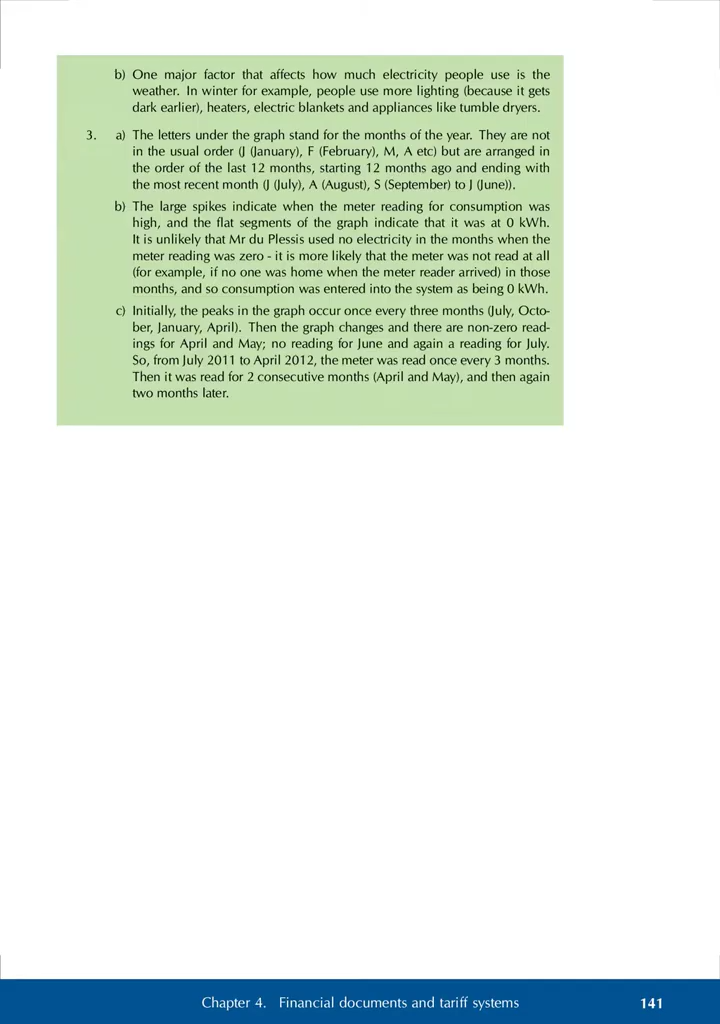 b) One major factor that affects how much electricity people use is the
weather. In winter for example, people use more lighting (because it gets
dark earlier), heaters, electric blankets and appliances like tumble dryers.
3. a) The letters under the graph stand for the months of the year. They are not
in the usual order (J (January), F (February), M, A etc) but are arranged in
the order of the last 12 months, starting 12 months ago and ending with
the most recent month (J (July), A (August), S (September) to J (June)).
b) The large spikes indicate when the meter reading for consumption was
high, and the flat segments of the graph indicate that it was at 0 kWh.
It is unlikely that Mr du Plessis used no electricity in the months when the
meter reading was zero - it is more likely that the meter was not read at all
(for example, if no one was home when the meter reader arrived) in those
months, and so consumption was entered into the system as being 0 kWh.
c) Initially, the peaks in the graph occur once every three months (July, Octo-
ber, January, April). Then the graph changes and there are non-zero read-
ings for April and May; no reading for June and again a reading for July.
So, from July 2011 to April 2012, the meter was read once every 3 months.
Then it was read for 2 consecutive months (April and May), and then again
two months later.
Chapter 4. Financial documents and tariff systems 141